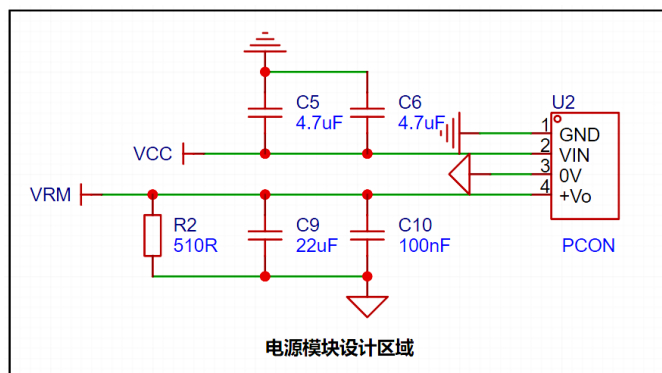 C5
4.7uF
C6
4.7uF
U2
VCC
1
GND
2
VIN
3
0V
4
+Vo
VRM
R2
510R
C9
22uF
C10
100nF
PCON
电源模块设计区域